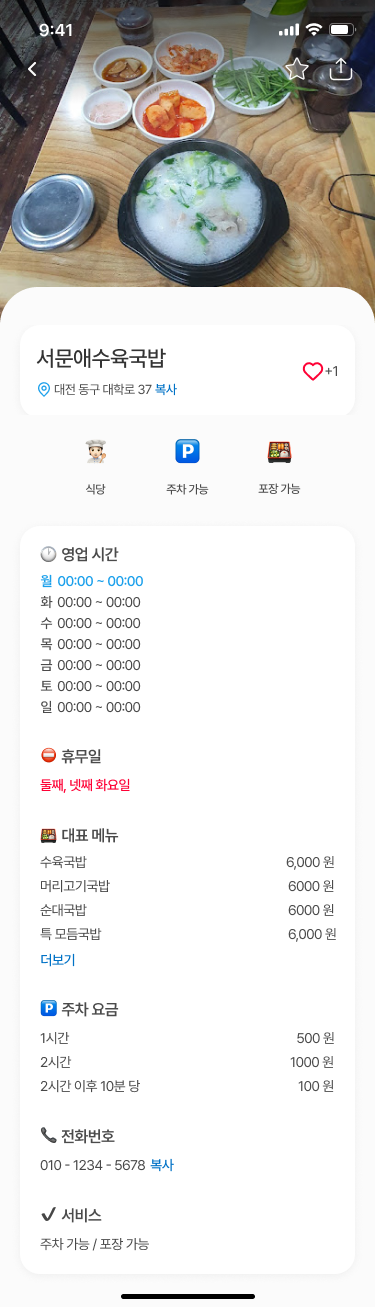 9:41
서문애수육국밥
대전 동구 대학로 37 복사
+1
식당 주차 가능 포장 가능
영업 시간
월 00:00 ~ 00:00
화 00:00 ~ 00:00
수 00:00 ~ 00:00
목 00:00 ~ 00:00
금 00:00 ~ 00:00
토 00:00 ~ 00:00
일 00:00 ~ 00:00
휴무일
둘째, 넷째 화요일
대표 메뉴
수육국밥 6,000 원
머리고기국밥 6000 원
순대국밥 6000 원
특 모듬국밥 6,000 원
더보기
주차 요금
1시간 500 원
2시간 1000 원
2시간 이후 10분 당 100 원
전화번호
010 - 1234 - 5678 복사
서비스
주차 가능 / 포장 가능